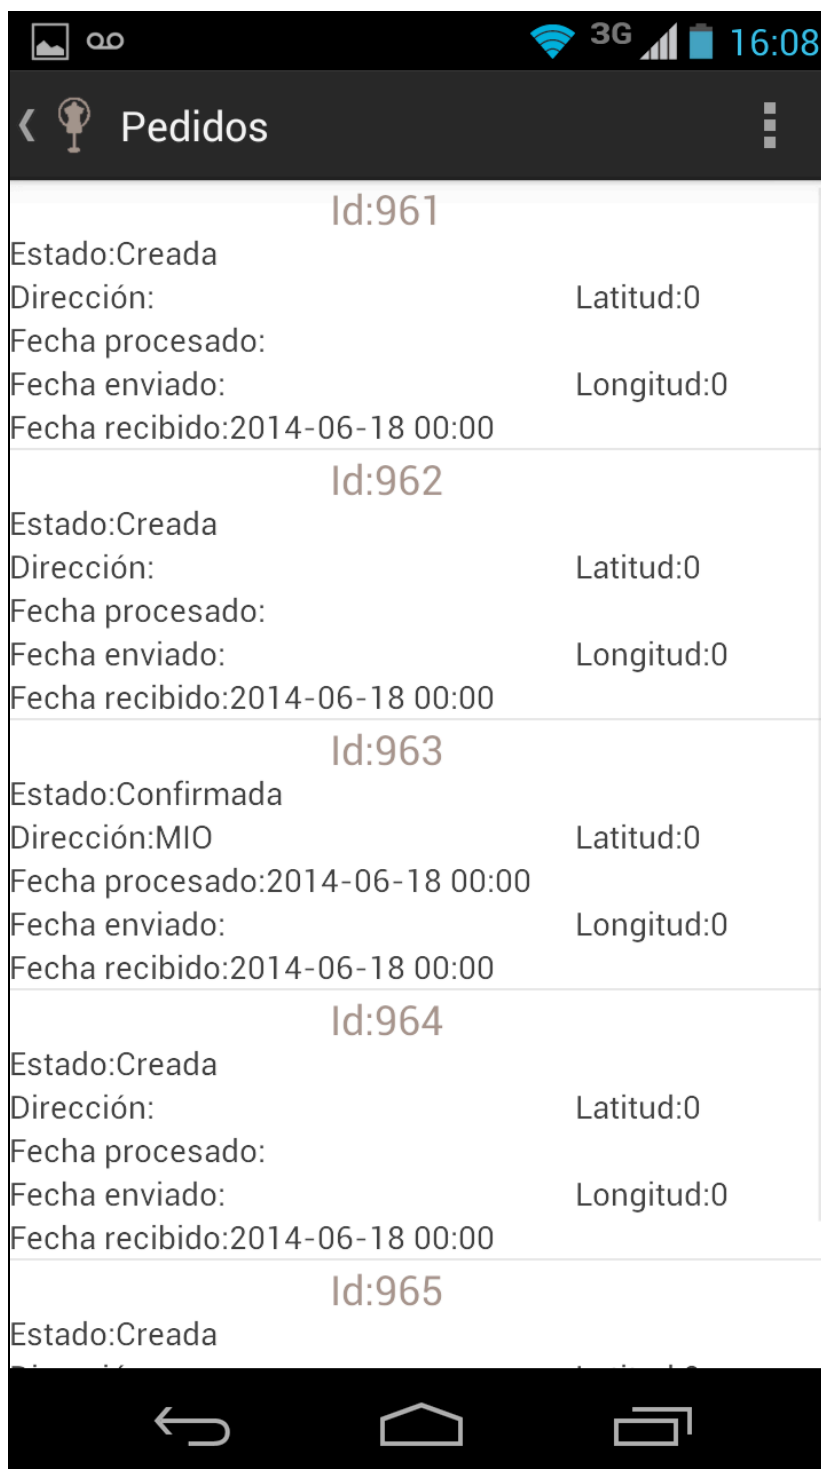 3G 16:08
Pedidos
Id:961
Estado:Creada
Dirección: Latitud:0
Fecha procesado:
Fecha enviado: Longitud:0
Fecha recibido:2014-06-18 00:00
Id:962
Estado:Creada
Dirección: Latitud:0
Fecha procesado:
Fecha enviado: Longitud:0
Fecha recibido:2014-06-18 00:00
Id:963
Estado:Confirmada
Dirección:MIO Latitud:0
Fecha procesado:2014-06-18 00:00
Fecha enviado: Longitud:0
Fecha recibido:2014-06-18 00:00
Id:964
Estado:Creada
Dirección: Latitud:0
Fecha procesado:
Fecha enviado: Longitud:0
Fecha recibido:2014-06-18 00:00
Id:965
Estado:Creada